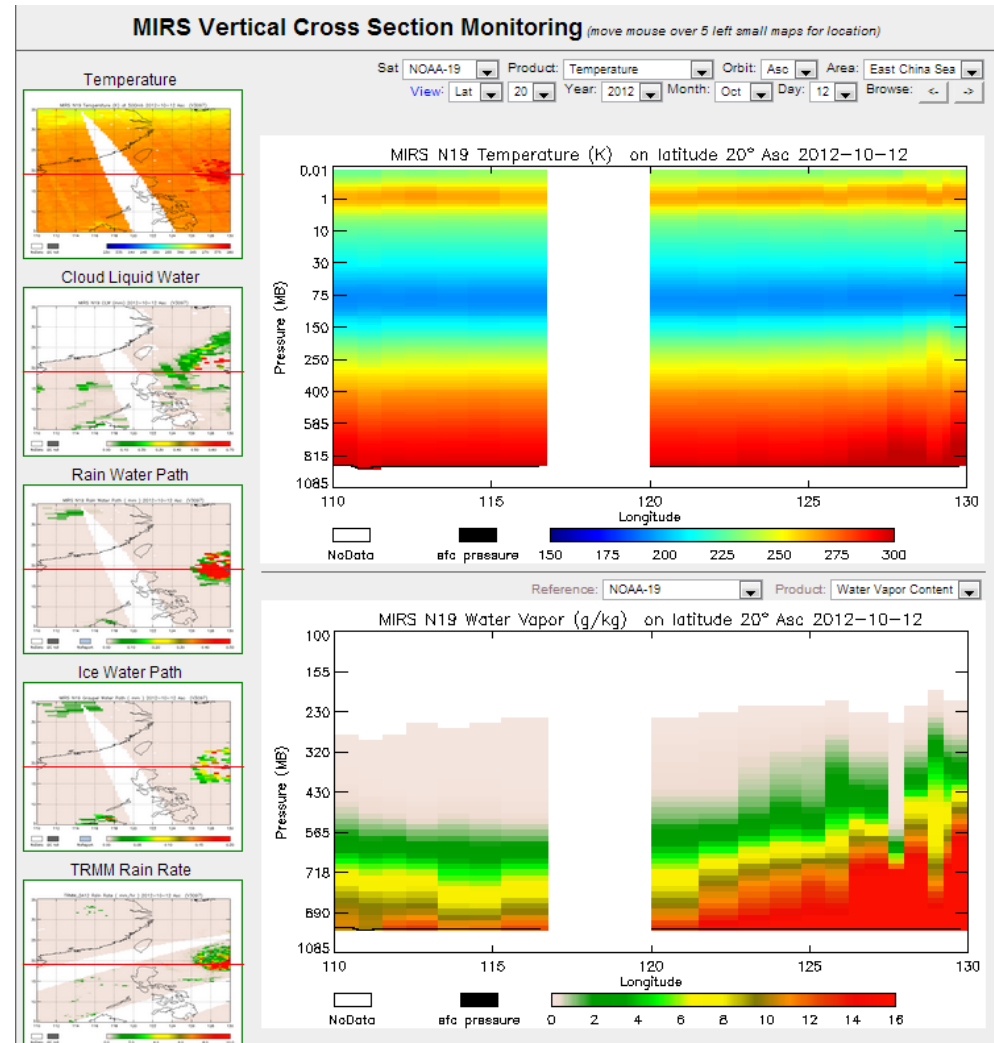 MIRS Vertical Cross Section Monitoring (move mouse over 5 left small maps for location)
Sat NOAA-19 Product: Temperature Orbit: Asc Area: East China Sea
View: Lat 20 Year: 2012 Month: Oct Day: 12 Browse: <- ->
Temperature
Cloud Liquid Water
Rain Water Path
Ice Water Path
TRMM Rain Rate
MIRS N19 Temperature (K) on latitude 20° Asc 2012-10-12
Pressure (MB)
0.01
1
10
30
75
150
250
400
585
815
1085
110 115 120 125 130
Longitude
NoData sfc pressure 150 175 200 225 250 275 300
Reference: NOAA-19 Product: Water Vapor Content
MIRS N19 Water Vapor (g/kg) on latitude 20° Asc 2012-10-12
Pressure (MB)
100
155
230
320
430
565
718
890
1085
110 115 120 125 130
Longitude
NoData sfc pressure 0 2 4 6 8 10 12 14 16